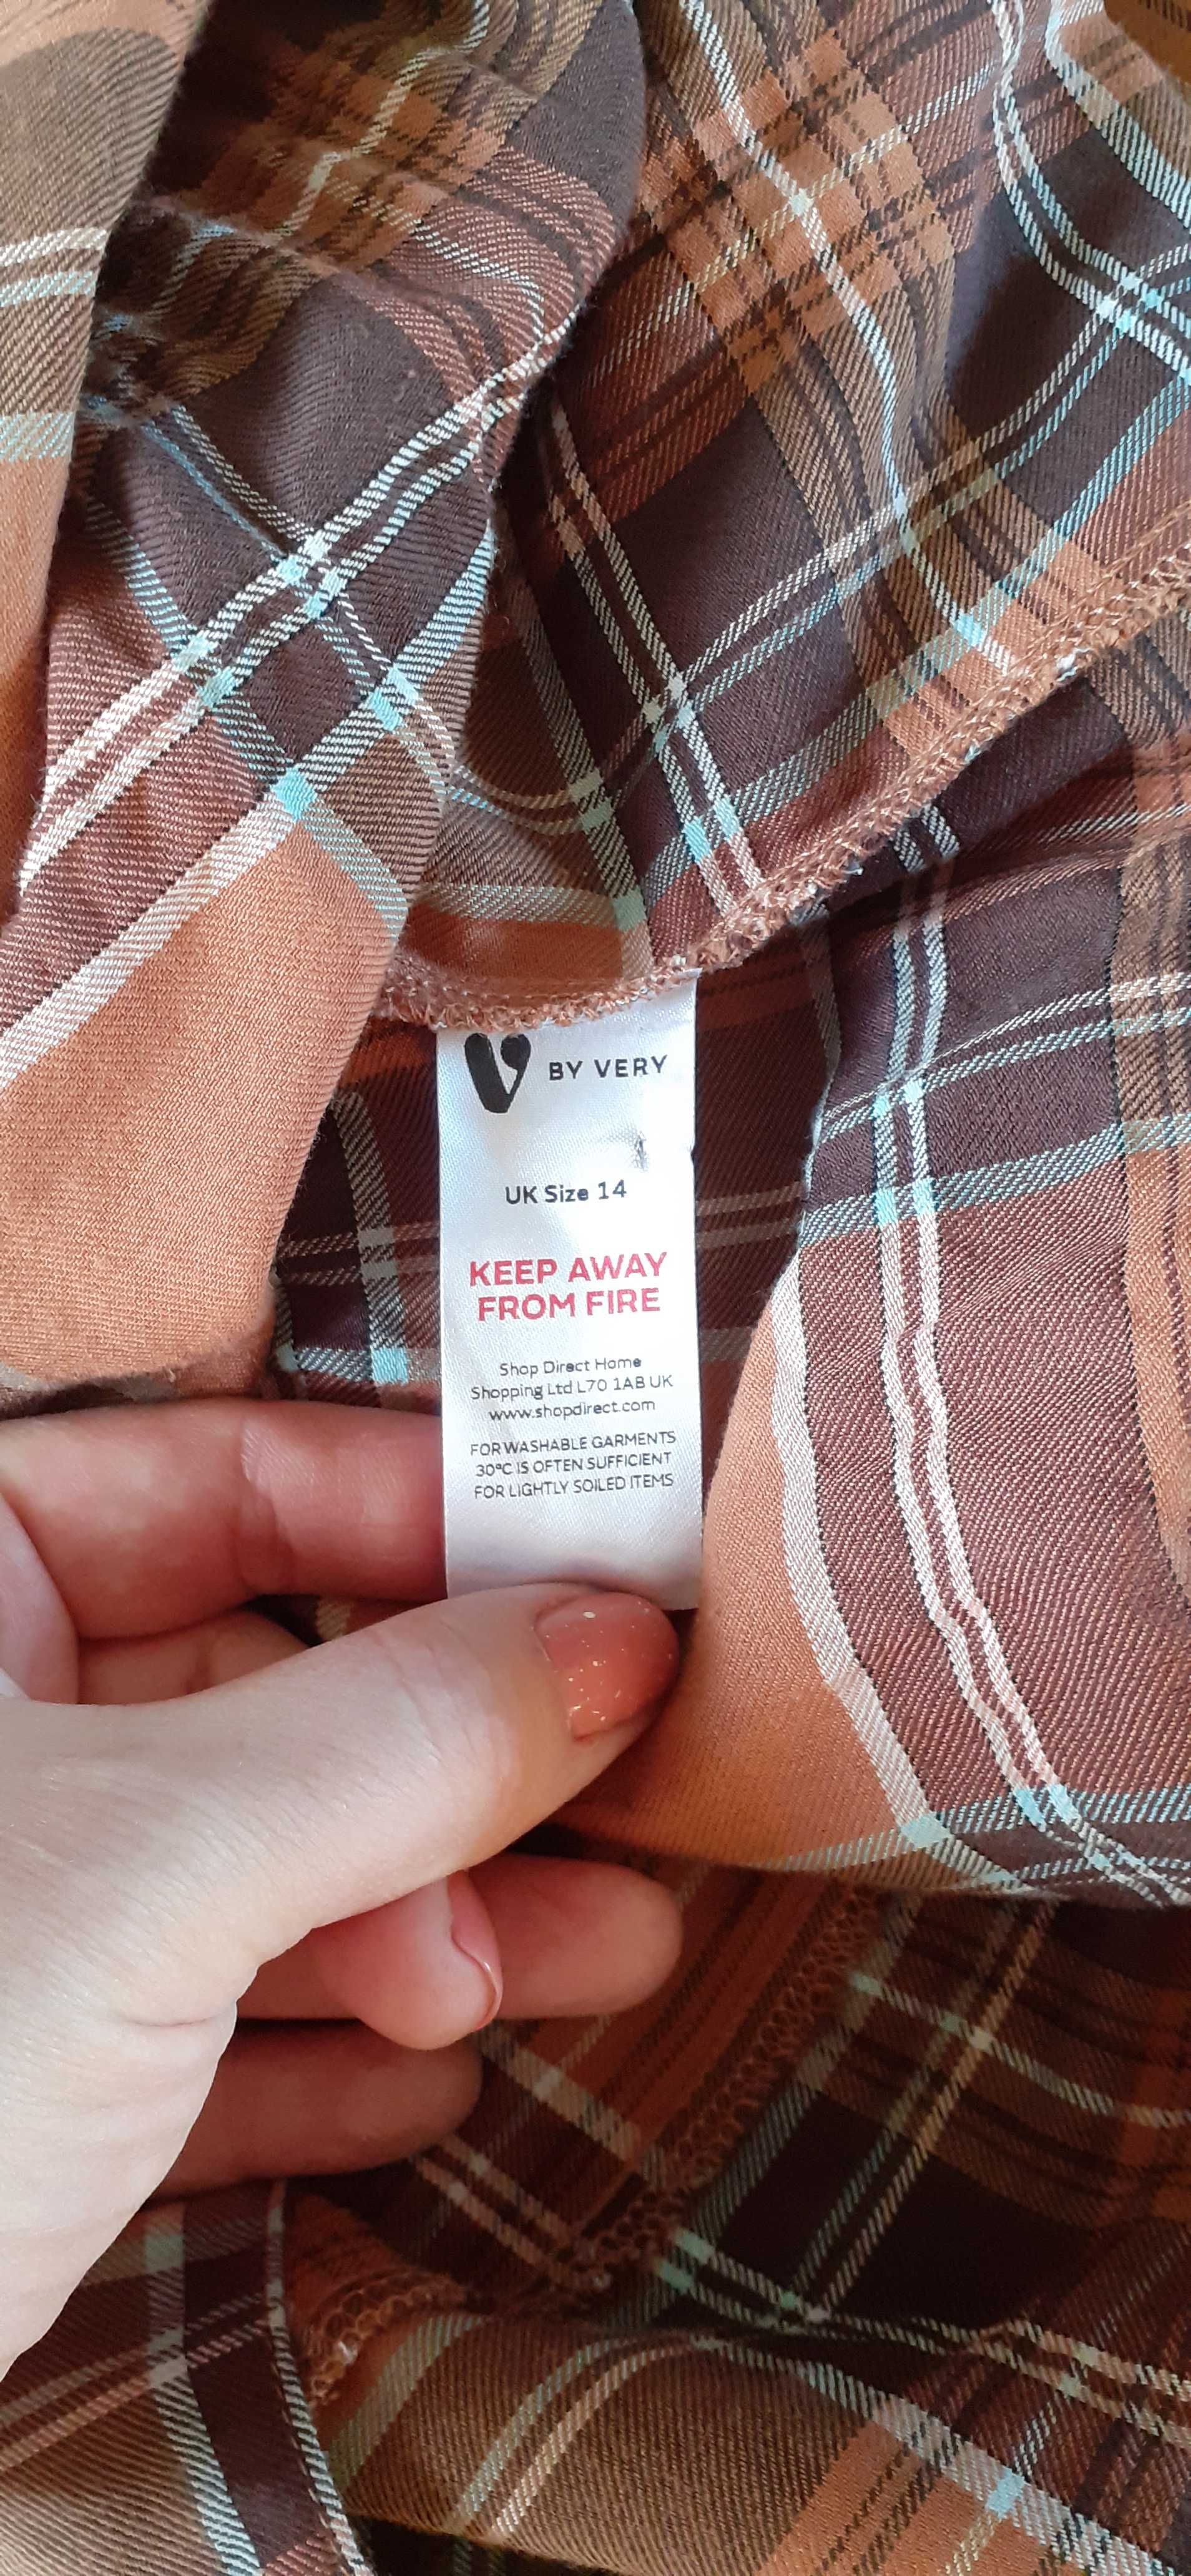 V BY VERY
UK Size 14
KEEP AWAY
FROM FIRE
Shop Direct Home
Shopping Ltd L70 1AB UK
www.shopdirect.com
FOR WASHABLE GARMENTS
30°C IS OFTEN SUFFICIENT
FOR LIGHTLY SOILED ITEMS